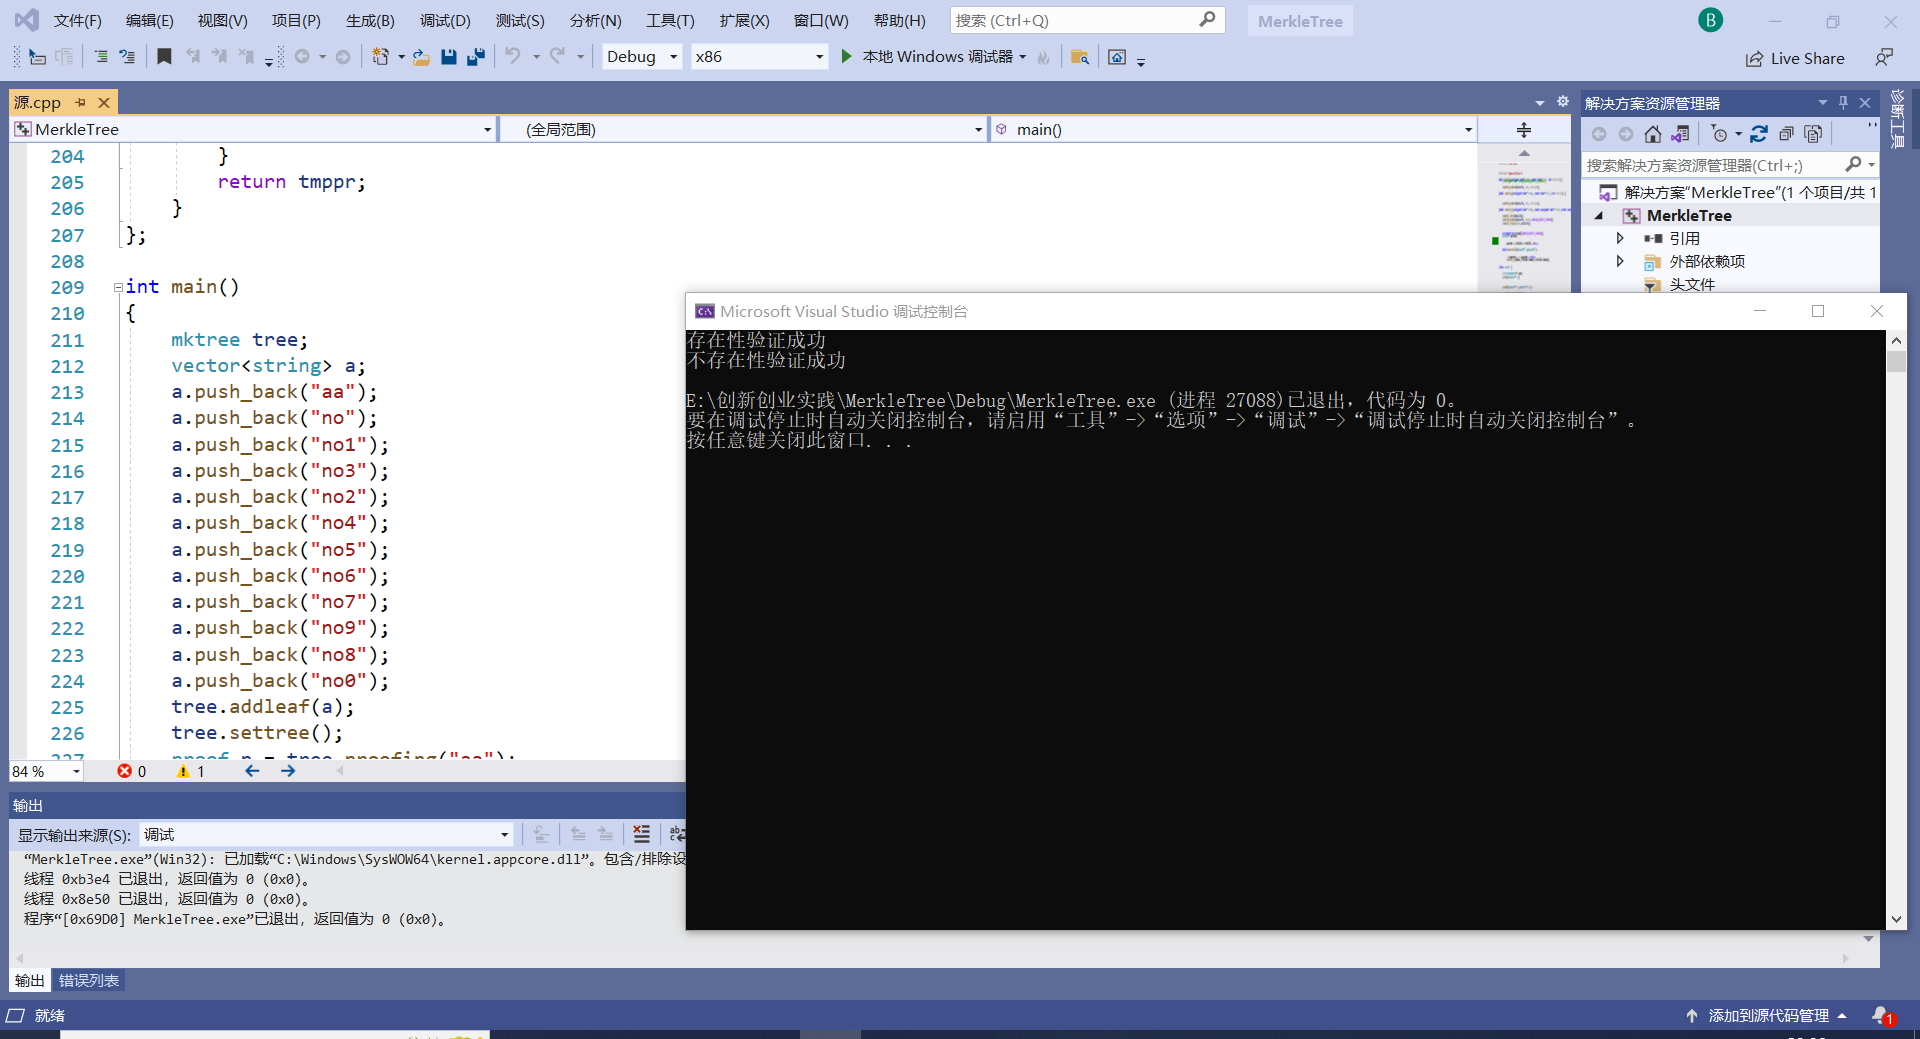 文件(F) 编辑(E) 视图(V) 项目(P) 生成(B) 调试(D) 测试(S) 分析(N) 工具(T) 扩展(X) 窗口(W) 帮助(H) 搜索 (Ctrl+Q) MerkleTree B
Debug x86 本地 Windows 调试器 Live Share
源.cpp
MerkleTree (全局范围) main()
204 }
205 return tmppr;
206 }
207 };
208
209 int main()
210 {
211 mktree tree;
212 vector<string> a;
213 a.push_back("aa");
214 a.push_back("no");
215 a.push_back("no1");
216 a.push_back("no3");
217 a.push_back("no2");
218 a.push_back("no4");
219 a.push_back("no5");
220 a.push_back("no6");
221 a.push_back("no7");
222 a.push_back("no9");
223 a.push_back("no8");
224 a.push_back("no0");
225 tree.addleaf(a);
226 tree.settree();
227 proof p = tree.proofing("aa");
84 % 0 1
输出
显示输出来源(S): 调试
“MerkleTree.exe”(Win32): 已加载“C:\Windows\SysWOW64\kernel.appcore.dll”。包含/排除设
线程 0xb3e4 已退出，返回值为 0 (0x0)。
线程 0x8e50 已退出，返回值为 0 (0x0)。
程序“[0x69D0] MerkleTree.exe”已退出，返回值为 0 (0x0)。
输出 错误列表
就绪
添加到源代码管理 1
解决方案资源管理器
搜索解决方案资源管理器(Ctrl+;)
解决方案“MerkleTree”(1 个项目/共 1
MerkleTree
引用
外部依赖项
头文件
诊断工具
Microsoft Visual Studio 调试控制台
存在性验证成功
不存在性验证成功
E:\创新创业实践\MerkleTree\Debug\MerkleTree.exe (进程 27088)已退出，代码为 0。
要在调试停止时自动关闭控制台，请启用“工具”->“选项”->“调试”->“调试停止时自动关闭控制台”。
按任意键关闭此窗口. . .